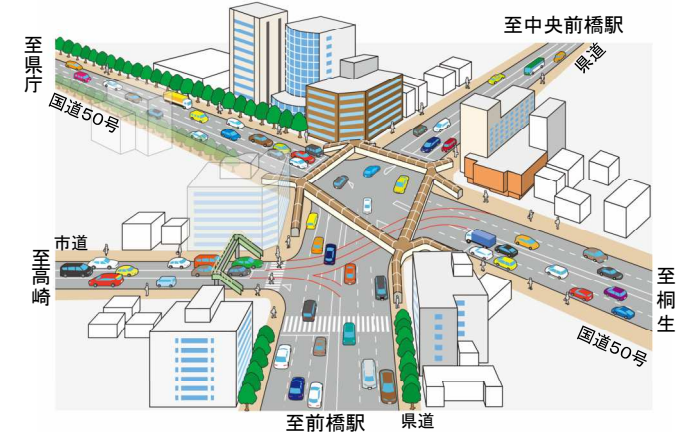 至中央前橋駅
県道
至県庁
国道50号
市道
至高崎
至桐生
国道50号
至前橋駅
県道